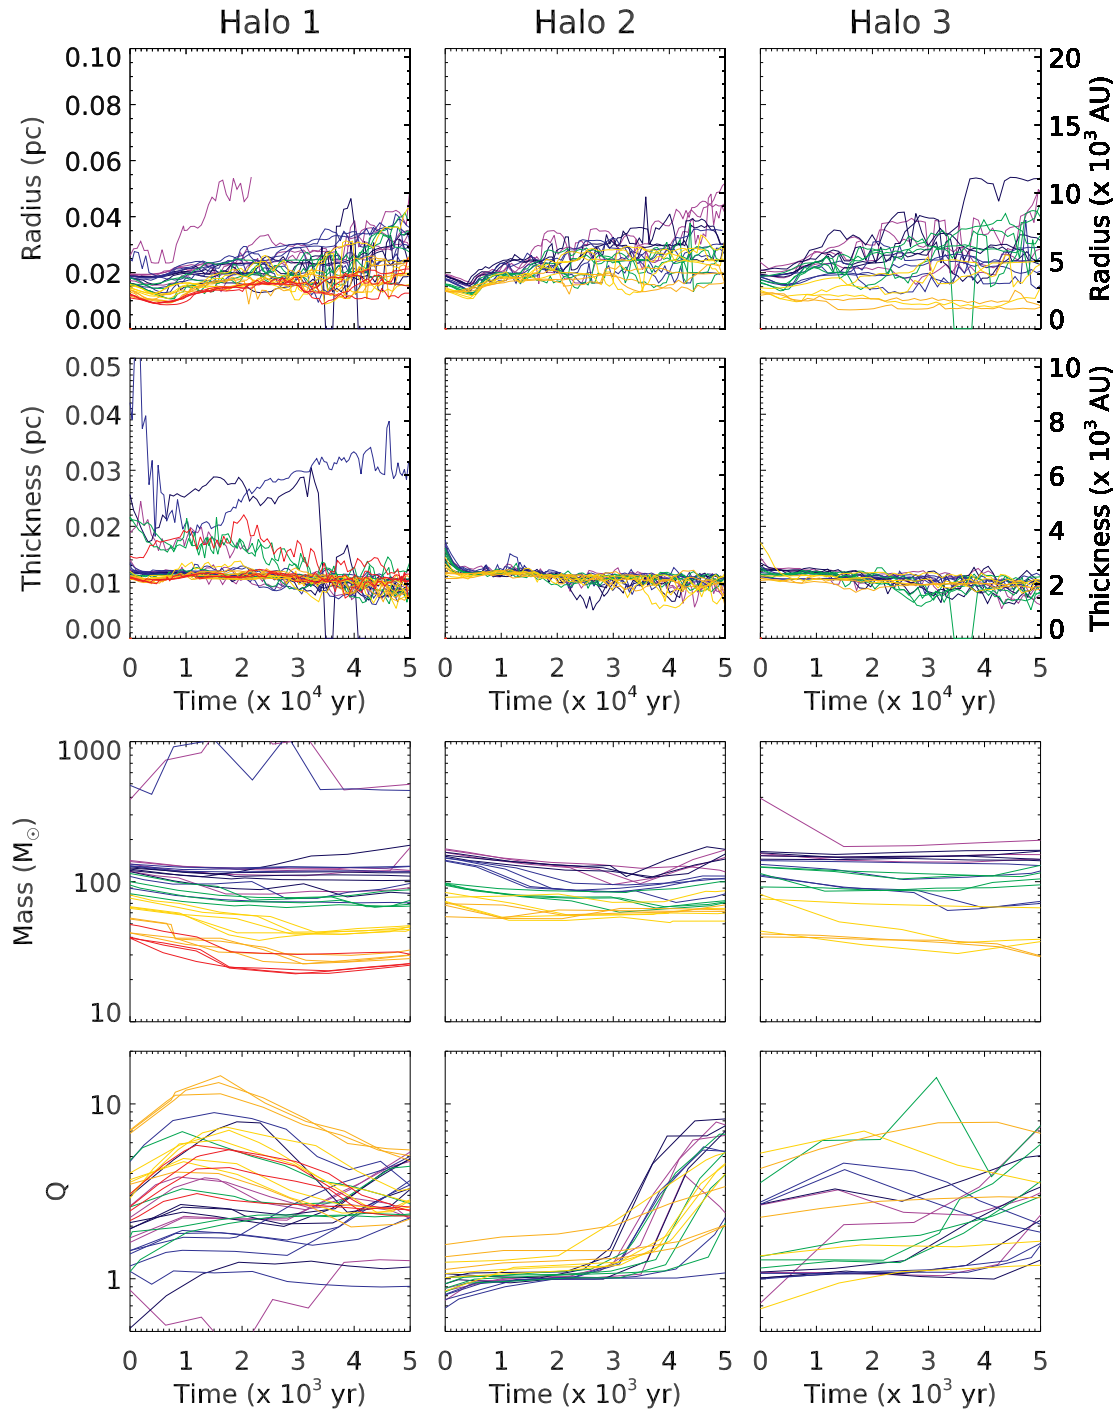 Halo 1 Halo 2 Halo 3
Radius (pc)
0.10
0.08
0.06
0.04
0.02
0.00
20
15
10
5
0
Radius (x 10³ AU)
Thickness (pc)
0.05
0.04
0.03
0.02
0.01
0.00
10
8
6
4
2
0
Thickness (x 10³ AU)
0 1 2 3 4 5 0 1 2 3 4 5 0 1 2 3 4 5
Time (x 10⁴ yr) Time (x 10⁴ yr) Time (x 10⁴ yr)
Mass (M☉)
1000
100
10
Q
10
1
0 1 2 3 4 5 0 1 2 3 4 5 0 1 2 3 4 5
Time (x 10³ yr) Time (x 10³ yr) Time (x 10³ yr)